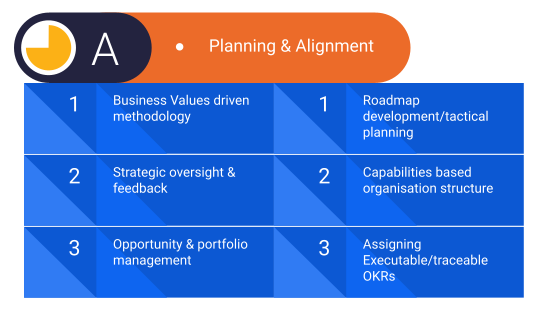 A
• Planning & Alignment
1
Business Values driven
methodology
1
Roadmap
development/tactical
planning
2
Strategic oversight &
feedback
2
Capabilities based
organisation structure
3
Opportunity & portfolio
management
3
Assigning
Executable/traceable
OKRs